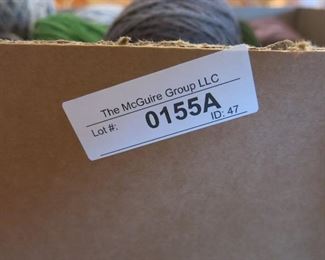 The McGuire Group LLC
Lot #: 0155A
ID: 47